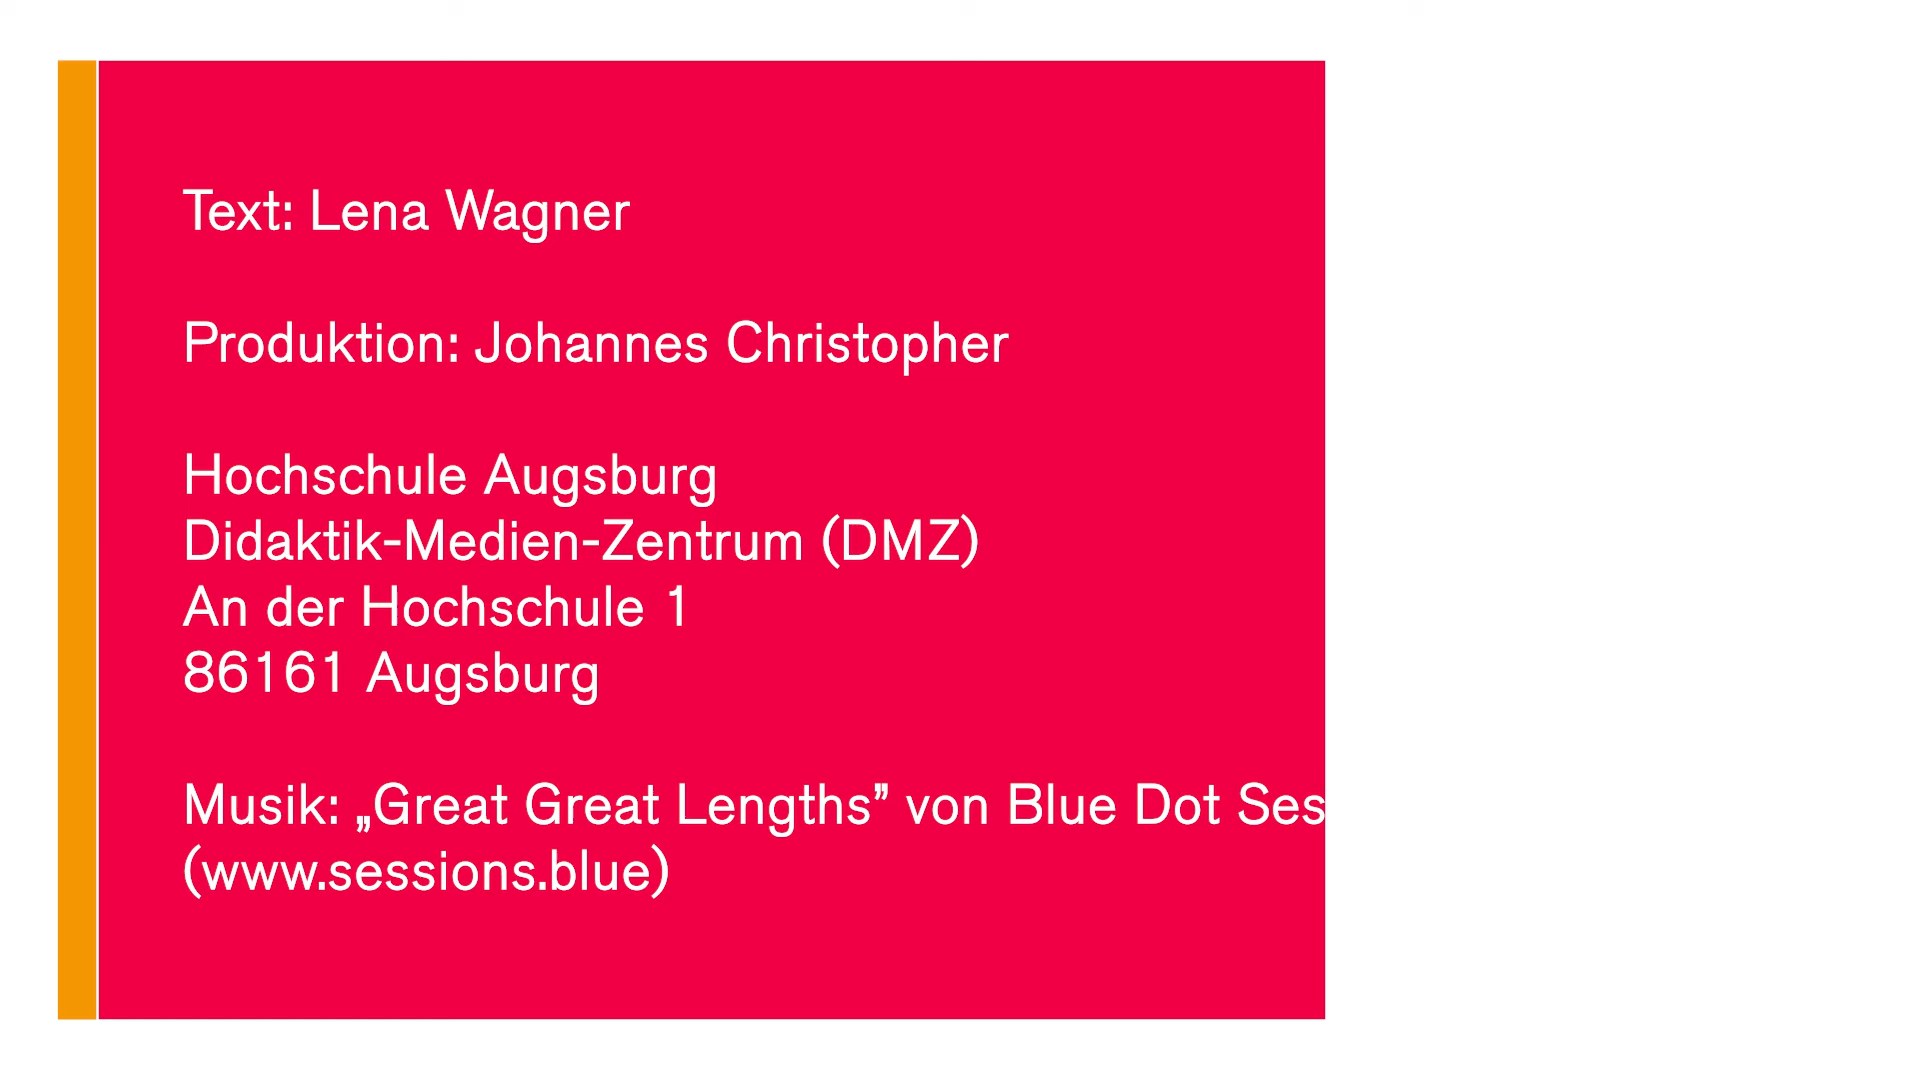 Text: Lena Wagner
Produktion: Johannes Christopher
Hochschule Augsburg
Didaktik-Medien-Zentrum (DMZ)
An der Hochschule 1
86161 Augsburg
Musik: „Great Great Lengths” von Blue Dot Ses
(www.sessions.blue)